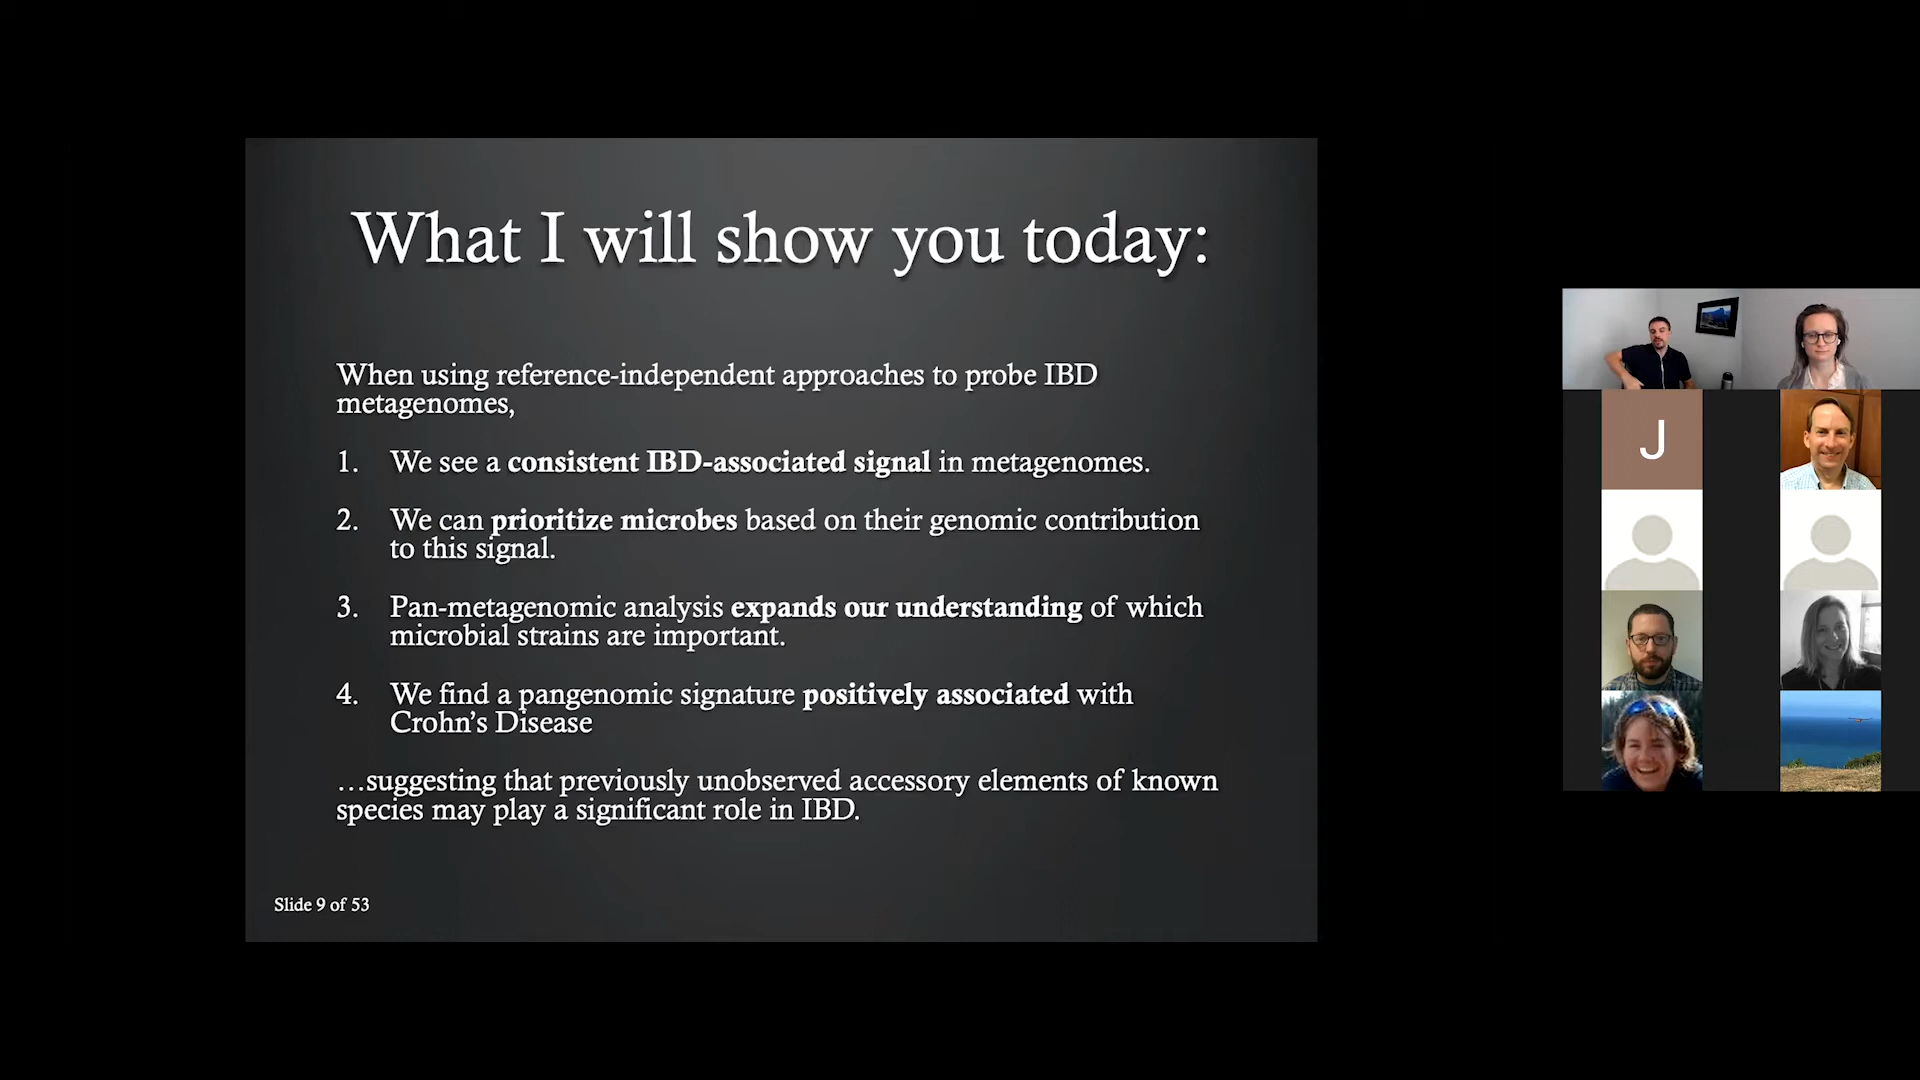 What I will show you today:
When using reference-independent approaches to probe IBD
metagenomes,
1. We see a consistent IBD-associated signal in metagenomes.
2. We can prioritize microbes based on their genomic contribution
to this signal.
3. Pan-metagenomic analysis expands our understanding of which
microbial strains are important.
4. We find a pangenomic signature positively associated with
Crohn’s Disease
…suggesting that previously unobserved accessory elements of known
species may play a significant role in IBD.
Slide 9 of 53
J